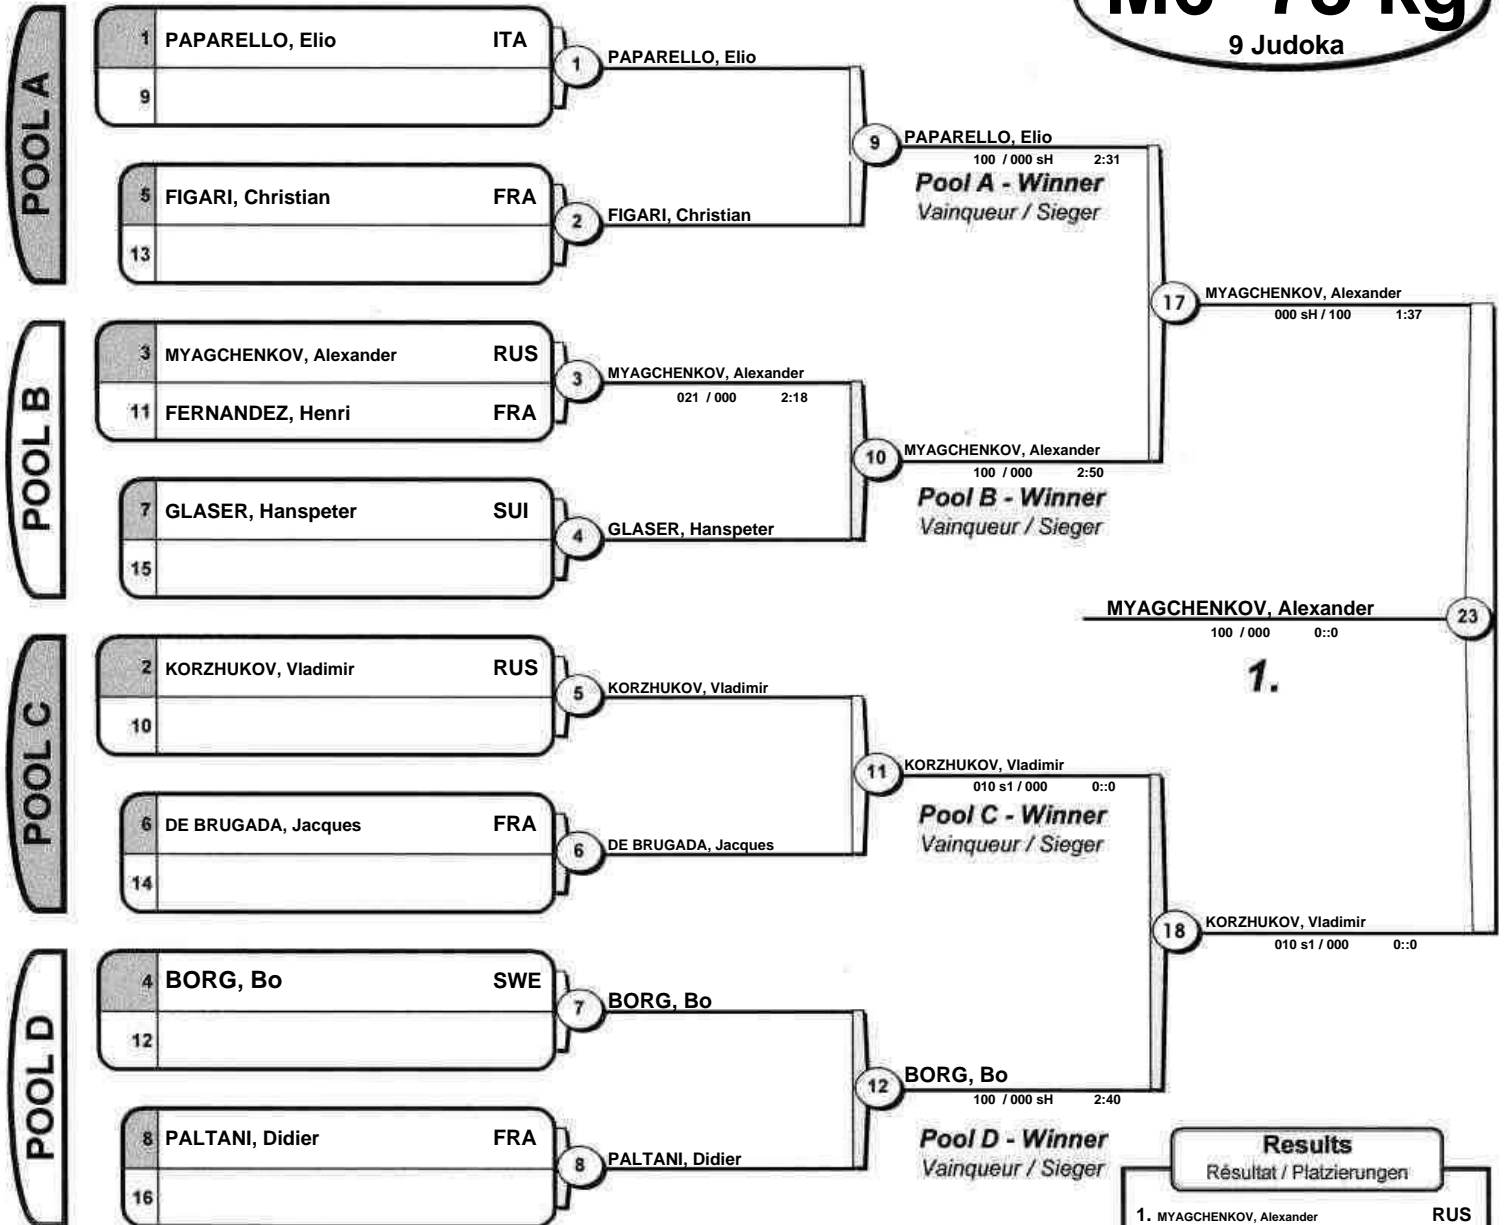 M6 -73 kg
9 Judoka
POOL A
1 PAPARELLO, Elio ITA
9
1 PAPARELLO, Elio
5 FIGARI, Christian FRA
13
2 FIGARI, Christian
9 PAPARELLO, Elio
100 / 000 sH 2:31
Pool A - Winner
Vainqueur / Sieger
POOL B
3 MYAGCHENKOV, Alexander RUS
11 FERNANDEZ, Henri FRA
3 MYAGCHENKOV, Alexander
021 / 000 2:18
7 GLASER, Hanspeter SUI
15
4 GLASER, Hanspeter
10 MYAGCHENKOV, Alexander
100 / 000 2:50
Pool B - Winner
Vainqueur / Sieger
17 MYAGCHENKOV, Alexander
000 sH / 100 1:37
MYAGCHENKOV, Alexander 23
100 / 000 0::0
1.
POOL C
2 KORZHUKOV, Vladimir RUS
10
5 KORZHUKOV, Vladimir
6 DE BRUGADA, Jacques FRA
14
6 DE BRUGADA, Jacques
11 KORZHUKOV, Vladimir
010 s1 / 000 0::0
Pool C - Winner
Vainqueur / Sieger
18 KORZHUKOV, Vladimir
010 s1 / 000 0::0
POOL D
4 BORG, Bo SWE
12
7 BORG, Bo
8 PALTANI, Didier FRA
16
8 PALTANI, Didier
12 BORG, Bo
100 / 000 sH 2:40
Pool D - Winner
Vainqueur / Sieger
Results
Résultat / Platzierungen
1. MYAGCHENKOV, Alexander RUS